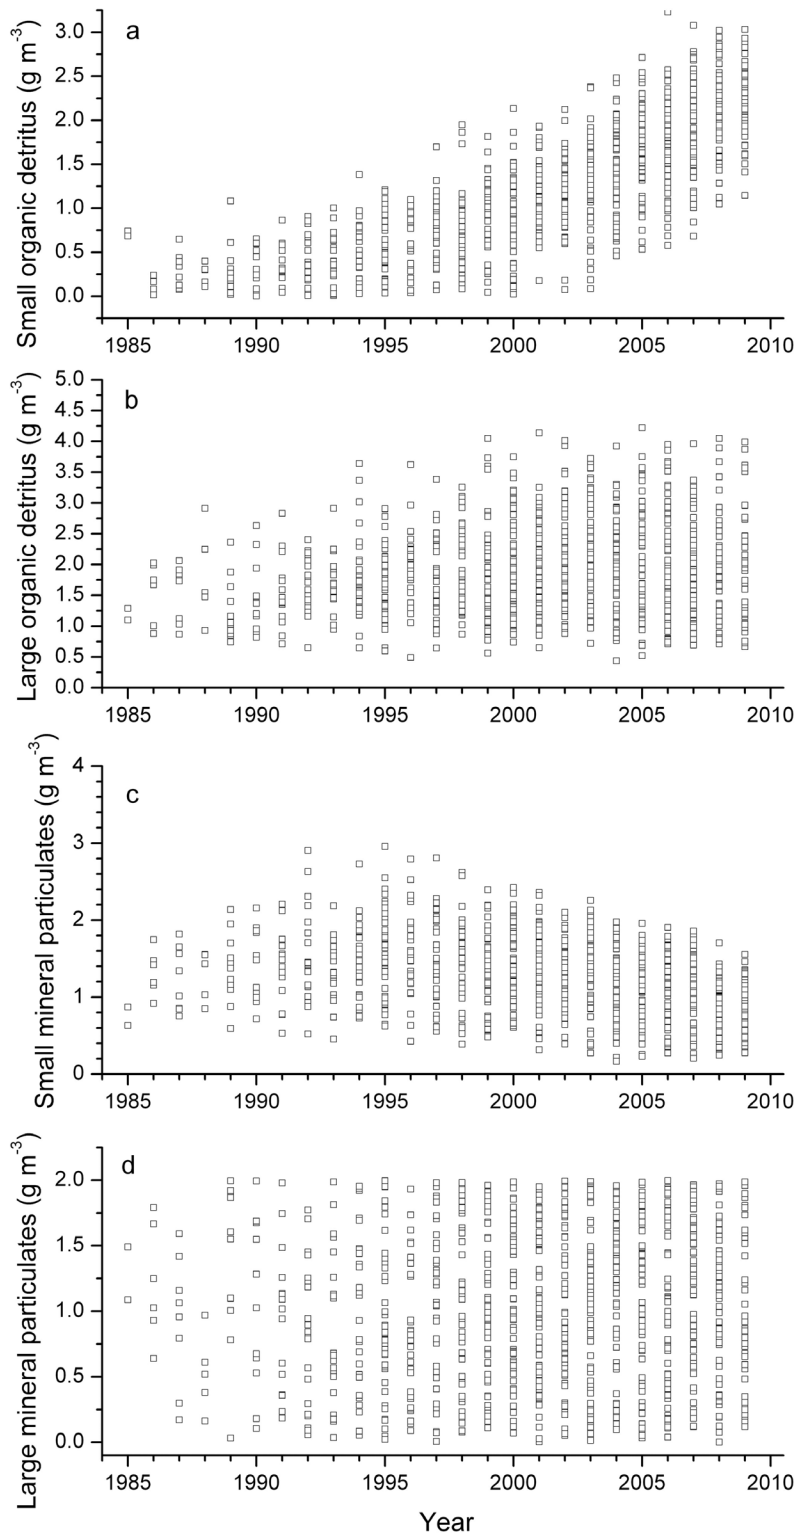 a
Small organic detritus (g m⁻³)
3.0
2.5
2.0
1.5
1.0
0.5
0.0
1985 1990 1995 2000 2005 2010
b
Large organic detritus (g m⁻³)
5.0
4.5
4.0
3.5
3.0
2.5
2.0
1.5
1.0
0.5
0.0
1985 1990 1995 2000 2005 2010
c
Small mineral particulates (g m⁻³)
4
3
2
1
0
1985 1990 1995 2000 2005 2010
d
Large mineral particulates (g m⁻³)
2.0
1.5
1.0
0.5
0.0
1985 1990 1995 2000 2005 2010
Year